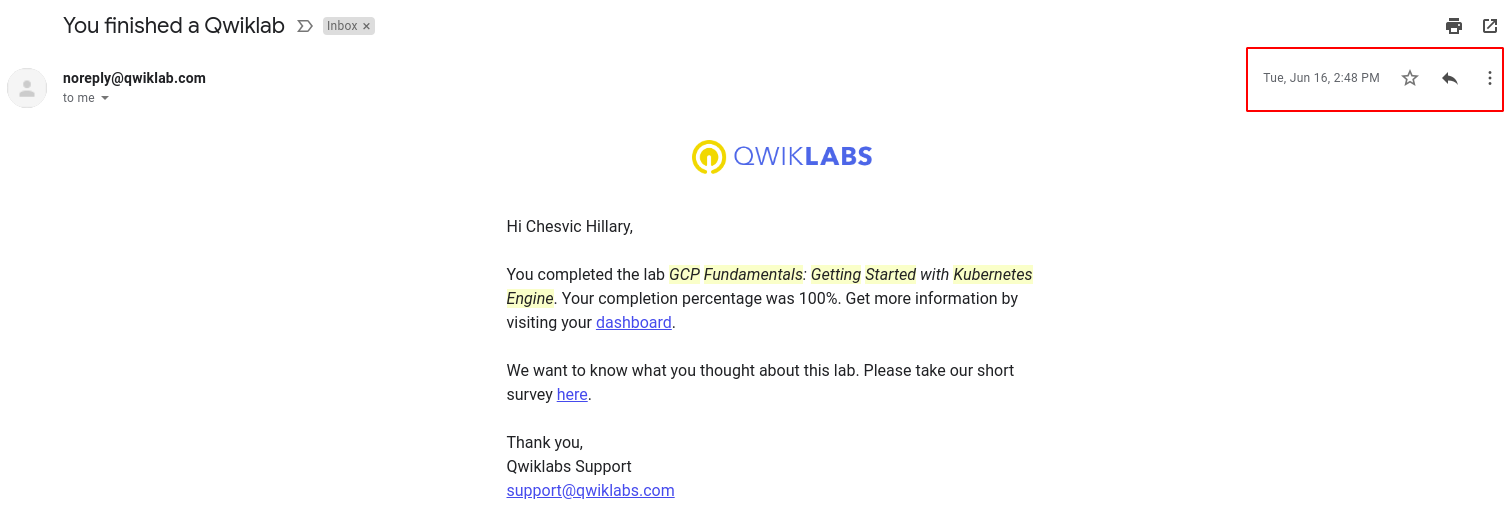 You finished a Qwiklab
Inbox ×
noreply@qwiklab.com
to me
Tue, Jun 16, 2:48 PM
QWIKLABS
Hi Chesvic Hillary,
You completed the lab GCP Fundamentals: Getting Started with Kubernetes
Engine. Your completion percentage was 100%. Get more information by
visiting your dashboard.
We want to know what you thought about this lab. Please take our short
survey here.
Thank you,
Qwiklabs Support
support@qwiklabs.com